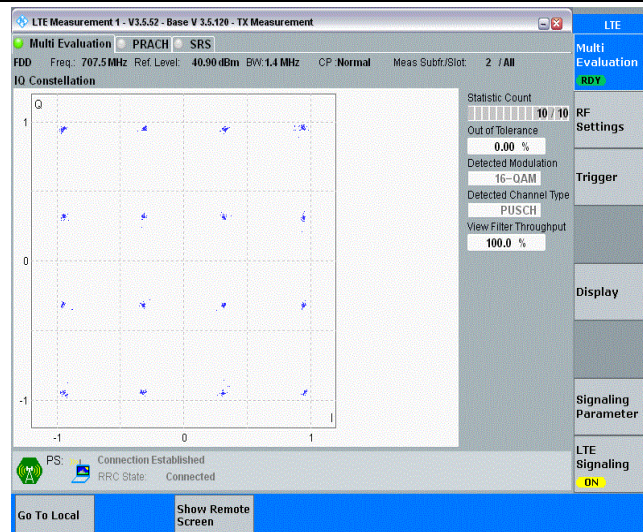 LTE Measurement 1 - V3.5.52 - Base V 3.5.120 - TX Measurement
LTE
Multi Evaluation PRACH SRS
Multi
Evaluation
RDY
FDD Freq.: 707.5 MHz Ref. Level: 40.90 dBm BW:1.4 MHz CP :Normal Meas Subfr./Slot: 2 / All
IQ Constellation
Q
1
0
-1
-1 0 1
I
Statistic Count
10 / 10
Out of Tolerance
0.00 %
Detected Modulation
16-QAM
Detected Channel Type
PUSCH
View Filter Throughput
100.0 %
RF
Settings
Trigger
Display
Signaling
Parameter
LTE
Signaling
ON
PS: Connection Established
RRC State: Connected
Go To Local
Show Remote
Screen